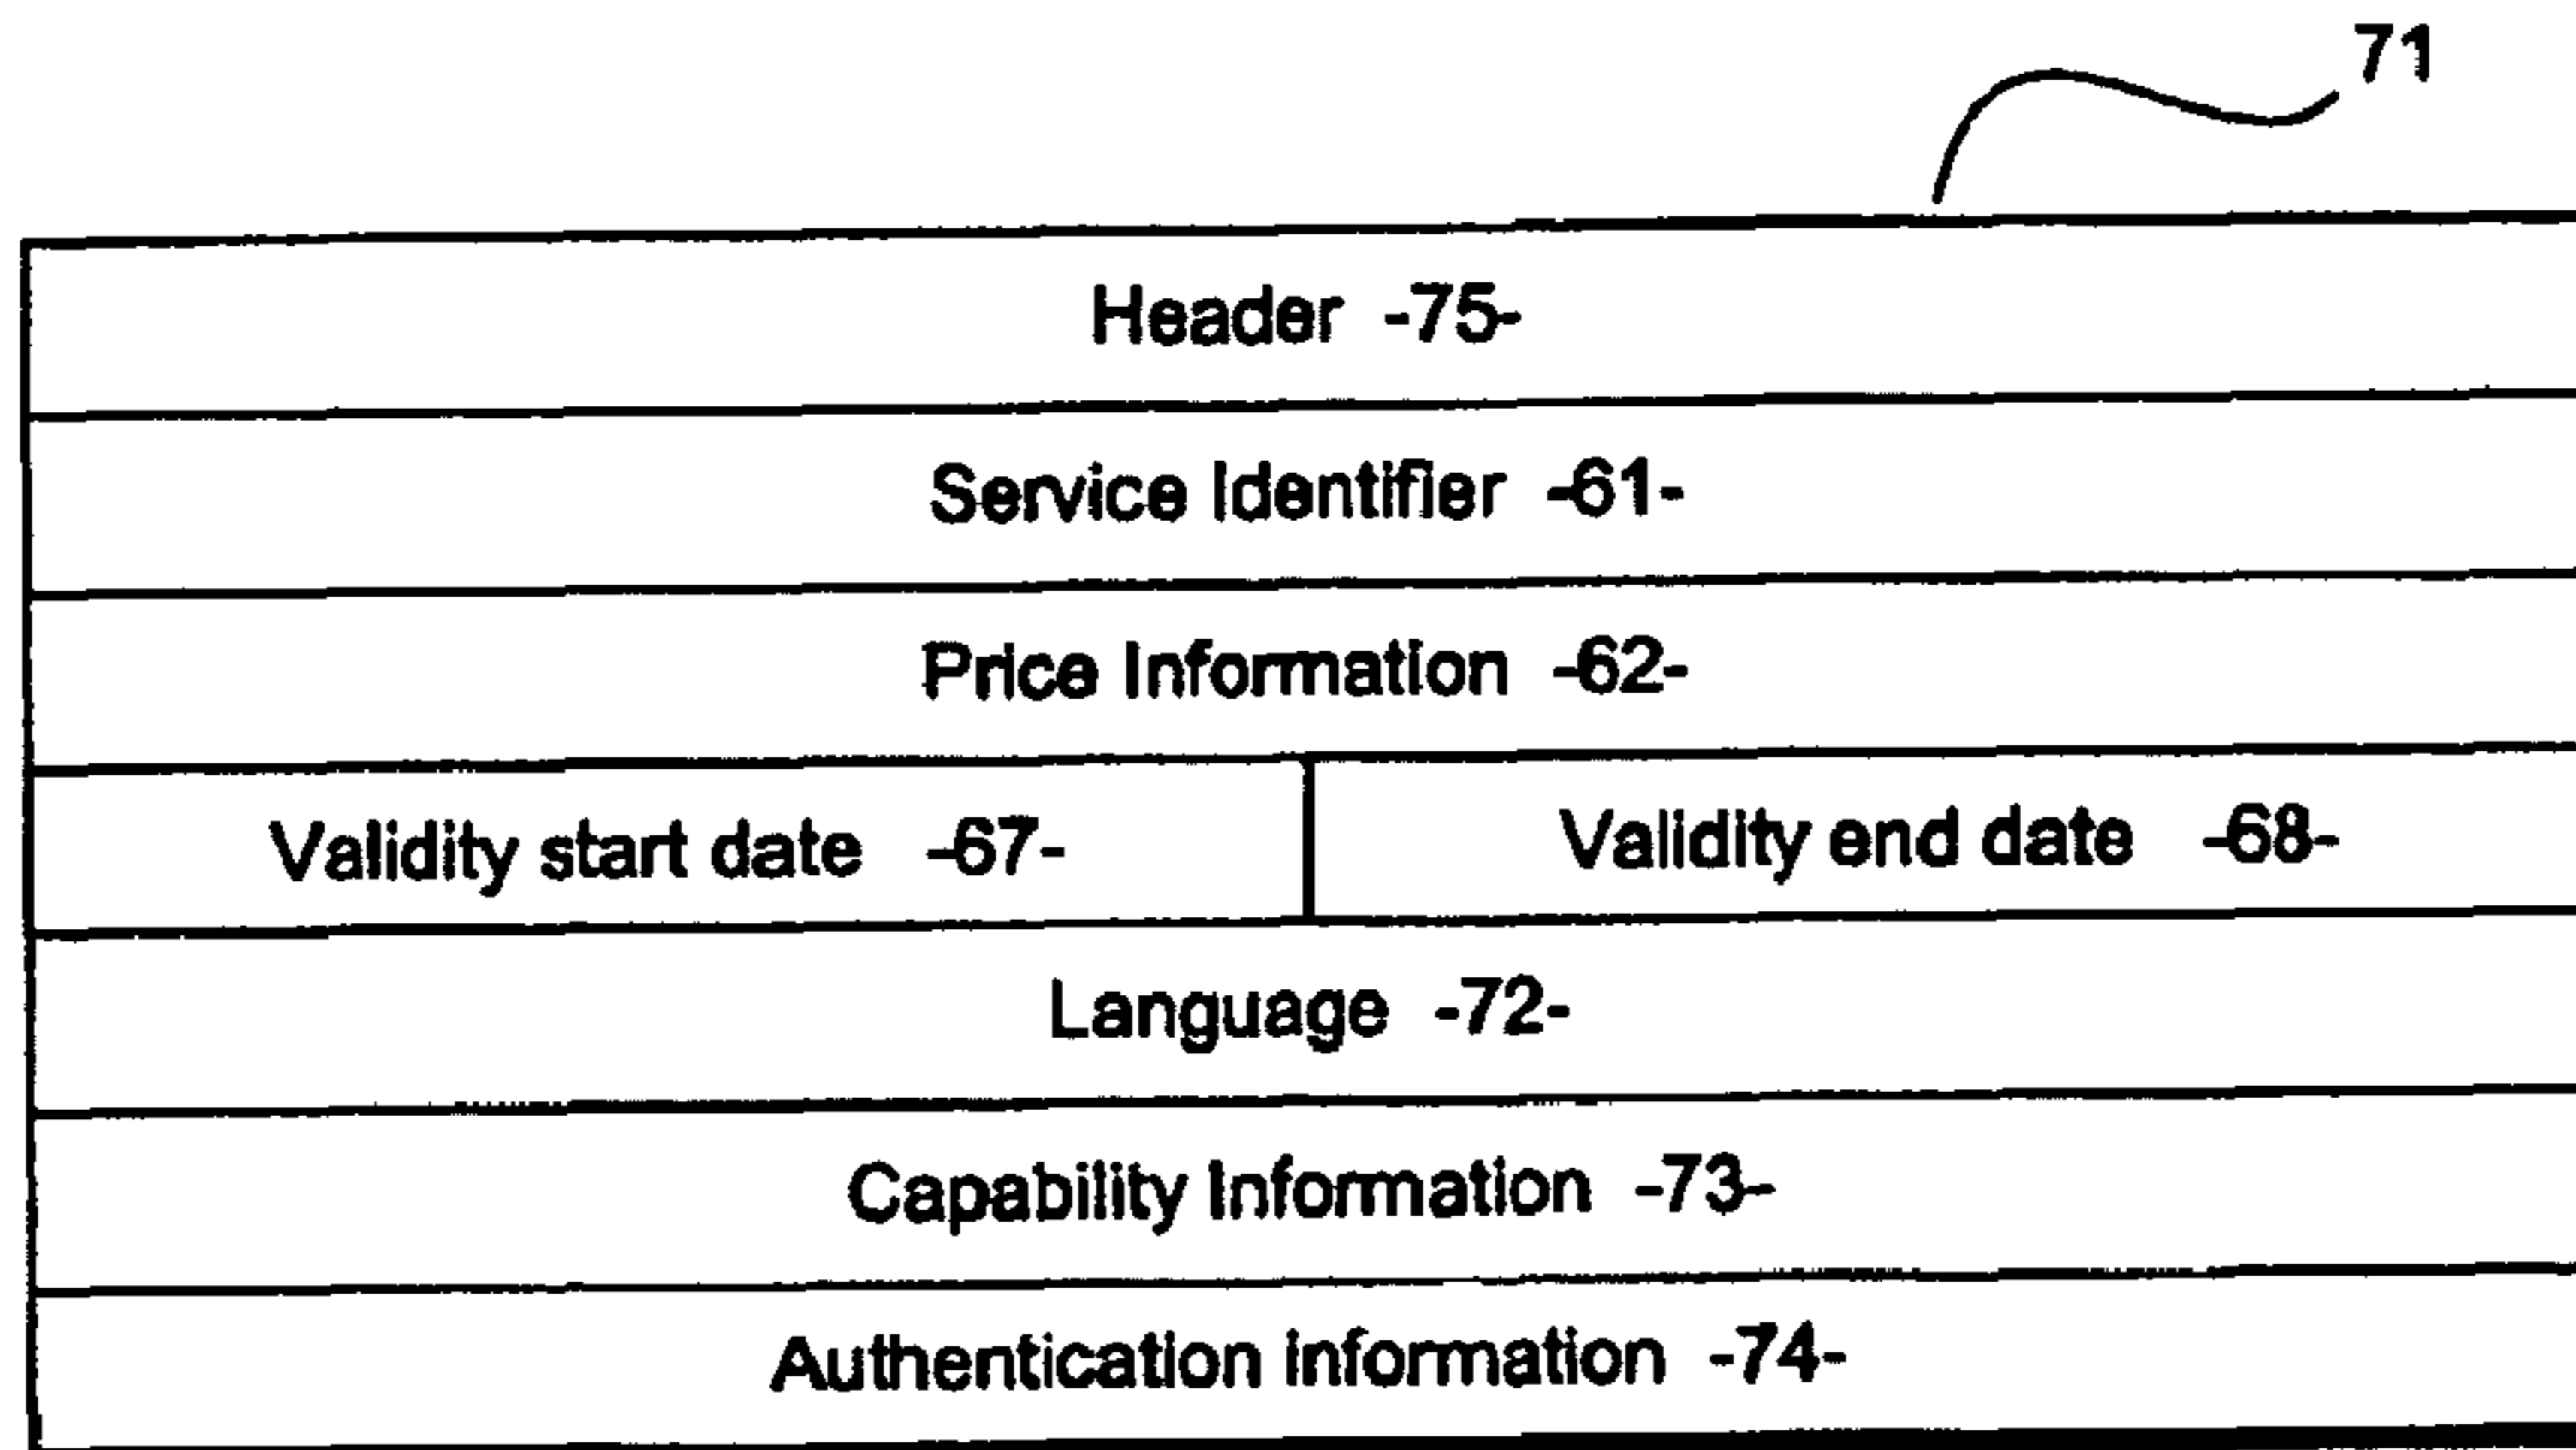 71
Header -75-
Service Identifier -61-
Price Information -62-
Validity start date -67- Validity end date -68-
Language -72-
Capability Information -73-
Authentication information -74-